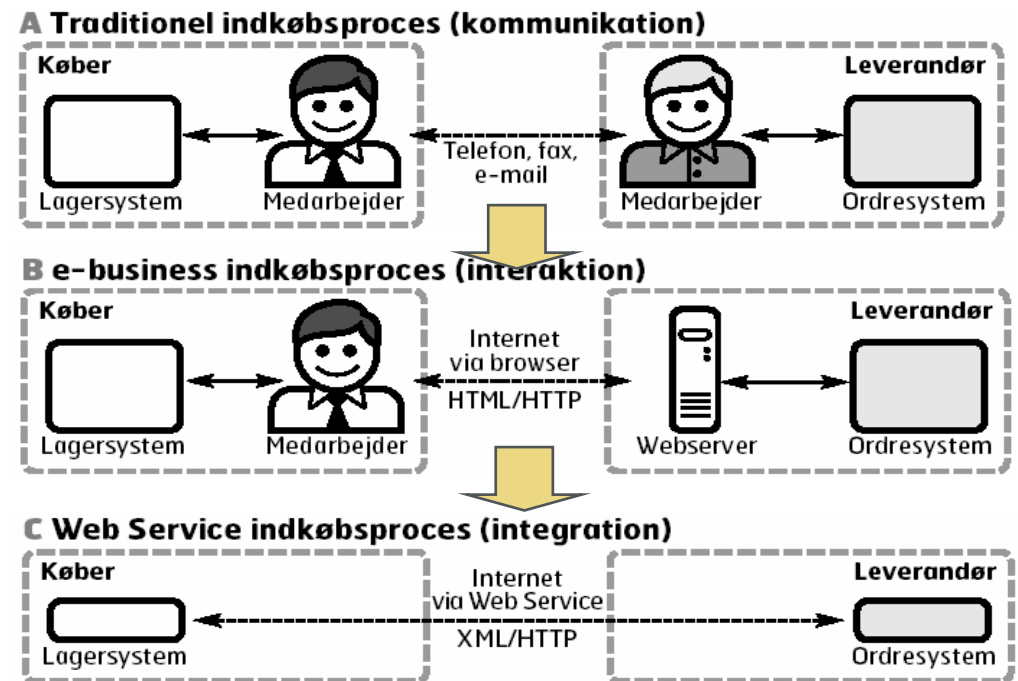 A Traditionel indkøbsproces (kommunikation)
Køber
Leverandør
Telefon, fax,
e-mail
Lagersystem
Medarbejder
Medarbejder
Ordresystem
B e-business indkøbsproces (interaktion)
Køber
Leverandør
Internet
via browser
HTML/HTTP
Lagersystem
Medarbejder
Webserver
Ordresystem
C Web Service indkøbsproces (integration)
Køber
Leverandør
Internet
via Web Service
XML/HTTP
Lagersystem
Ordresystem